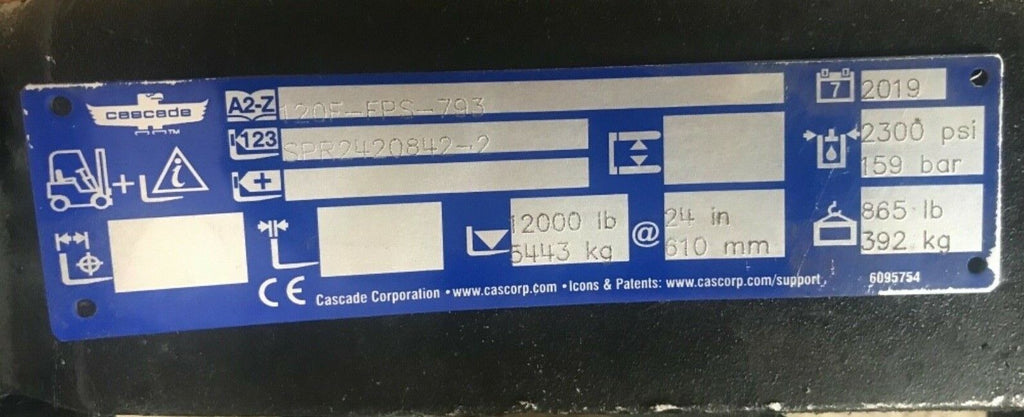 cascade
TM
A2-Z
120F-FPS-793
7
2019
123
SPR2420842-2
2300 psi
159 bar
12000 lb
5443 kg
@
24 in
610 mm
865 lb
392 kg
CE Cascade Corporation • www.cascorp.com • Icons & Patents: www.cascorp.com/support
6095754